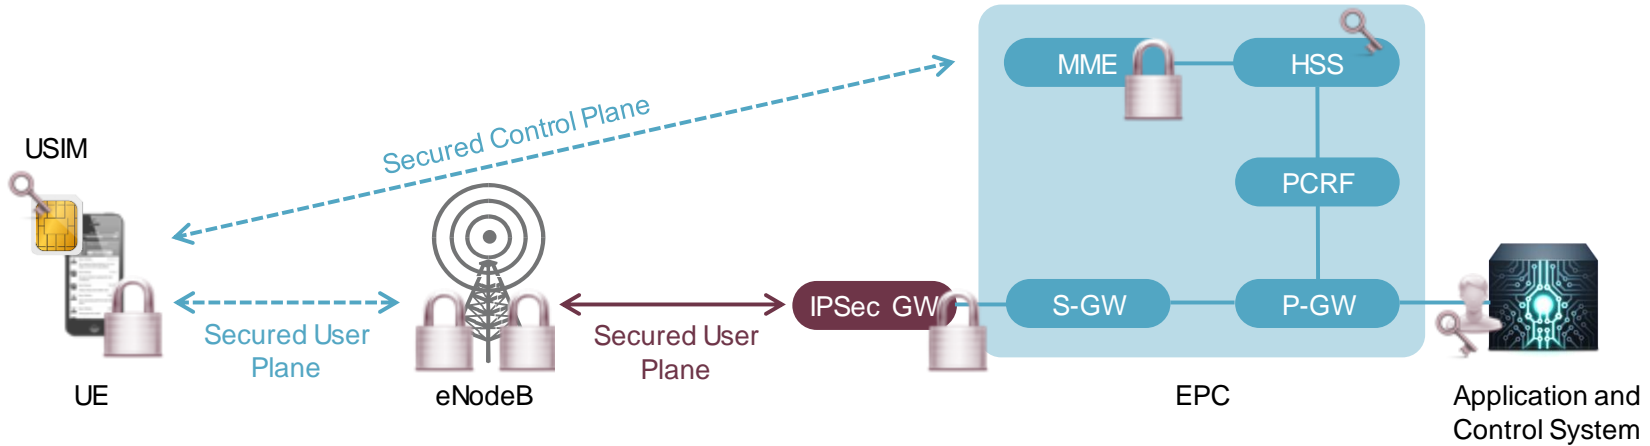 MME
HSS
Secured Control Plane
USIM
PCRF
IPSec GW
S-GW
P-GW
Secured User
Plane
Secured User
Plane
UE
eNodeB
EPC
Application and
Control System